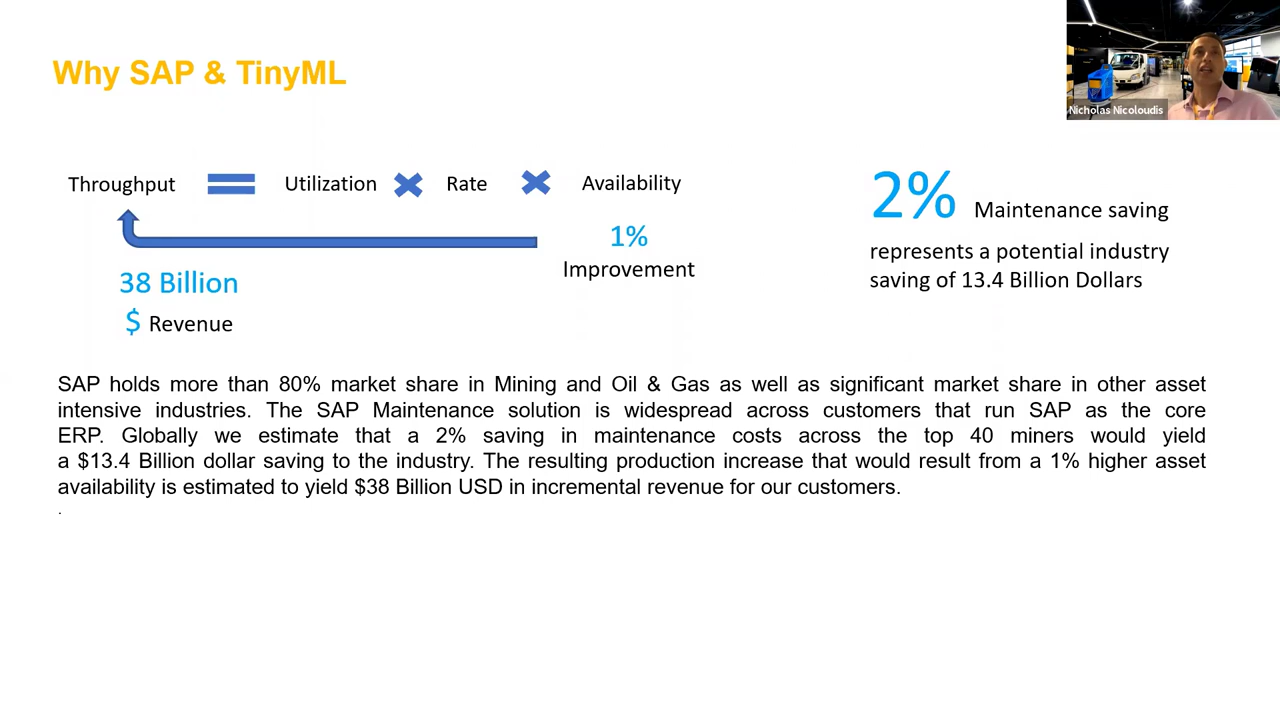 Why SAP & TinyML
Nicholas Nicoloudis
Throughput = Utilization × Rate × Availability
1%
Improvement
38 Billion
$ Revenue
2% Maintenance saving
represents a potential industry
saving of 13.4 Billion Dollars
SAP holds more than 80% market share in Mining and Oil & Gas as well as significant market share in other asset
intensive industries. The SAP Maintenance solution is widespread across customers that run SAP as the core
ERP. Globally we estimate that a 2% saving in maintenance costs across the top 40 miners would yield
a $13.4 Billion dollar saving to the industry. The resulting production increase that would result from a 1% higher asset
availability is estimated to yield $38 Billion USD in incremental revenue for our customers.
.